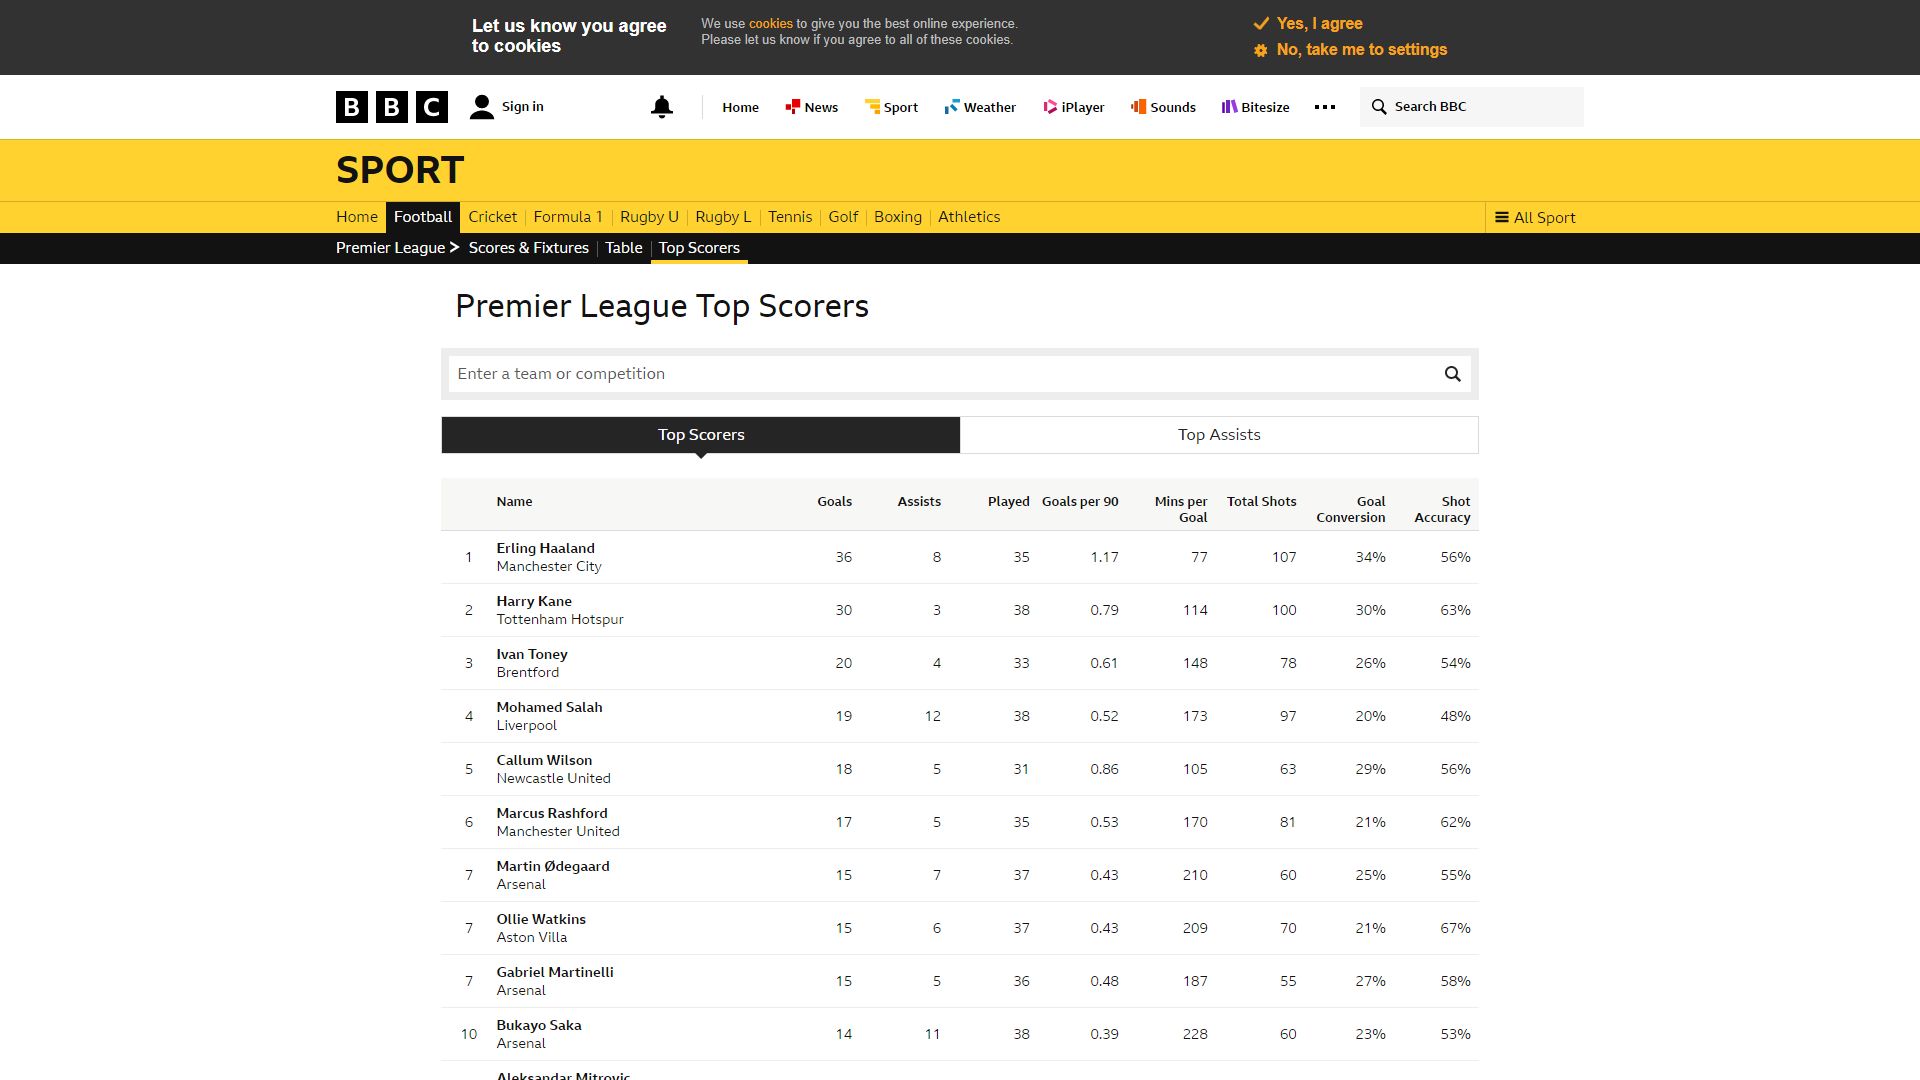 Let us know you agree
to cookies
We use cookies to give you the best online experience.
Please let us know if you agree to all of these cookies.
Yes, I agree
No, take me to settings
BBC Sign in Home News Sport Weather iPlayer Sounds Bitesize Search BBC
SPORT
Home Football Cricket Formula 1 Rugby U Rugby L Tennis Golf Boxing Athletics All Sport
Premier League Scores & Fixtures Table Top Scorers
Premier League Top Scorers
Enter a team or competition
Top Scorers Top Assists
Name Goals Assists Played Goals per 90 Mins per Goal Total Shots Goal Conversion Shot Accuracy
1 Erling Haaland Manchester City 36 8 35 1.17 77 107 34% 56%
2 Harry Kane Tottenham Hotspur 30 3 38 0.79 114 100 30% 63%
3 Ivan Toney Brentford 20 4 33 0.61 148 78 26% 54%
4 Mohamed Salah Liverpool 19 12 38 0.52 173 97 20% 48%
5 Callum Wilson Newcastle United 18 5 31 0.86 105 63 29% 56%
6 Marcus Rashford Manchester United 17 5 35 0.53 170 81 21% 62%
7 Martin Ødegaard Arsenal 15 7 37 0.43 210 60 25% 55%
7 Ollie Watkins Aston Villa 15 6 37 0.43 209 70 21% 67%
7 Gabriel Martinelli Arsenal 15 5 36 0.48 187 55 27% 58%
10 Bukayo Saka Arsenal 14 11 38 0.39 228 60 23% 53%
Aleksandar Mitrovic